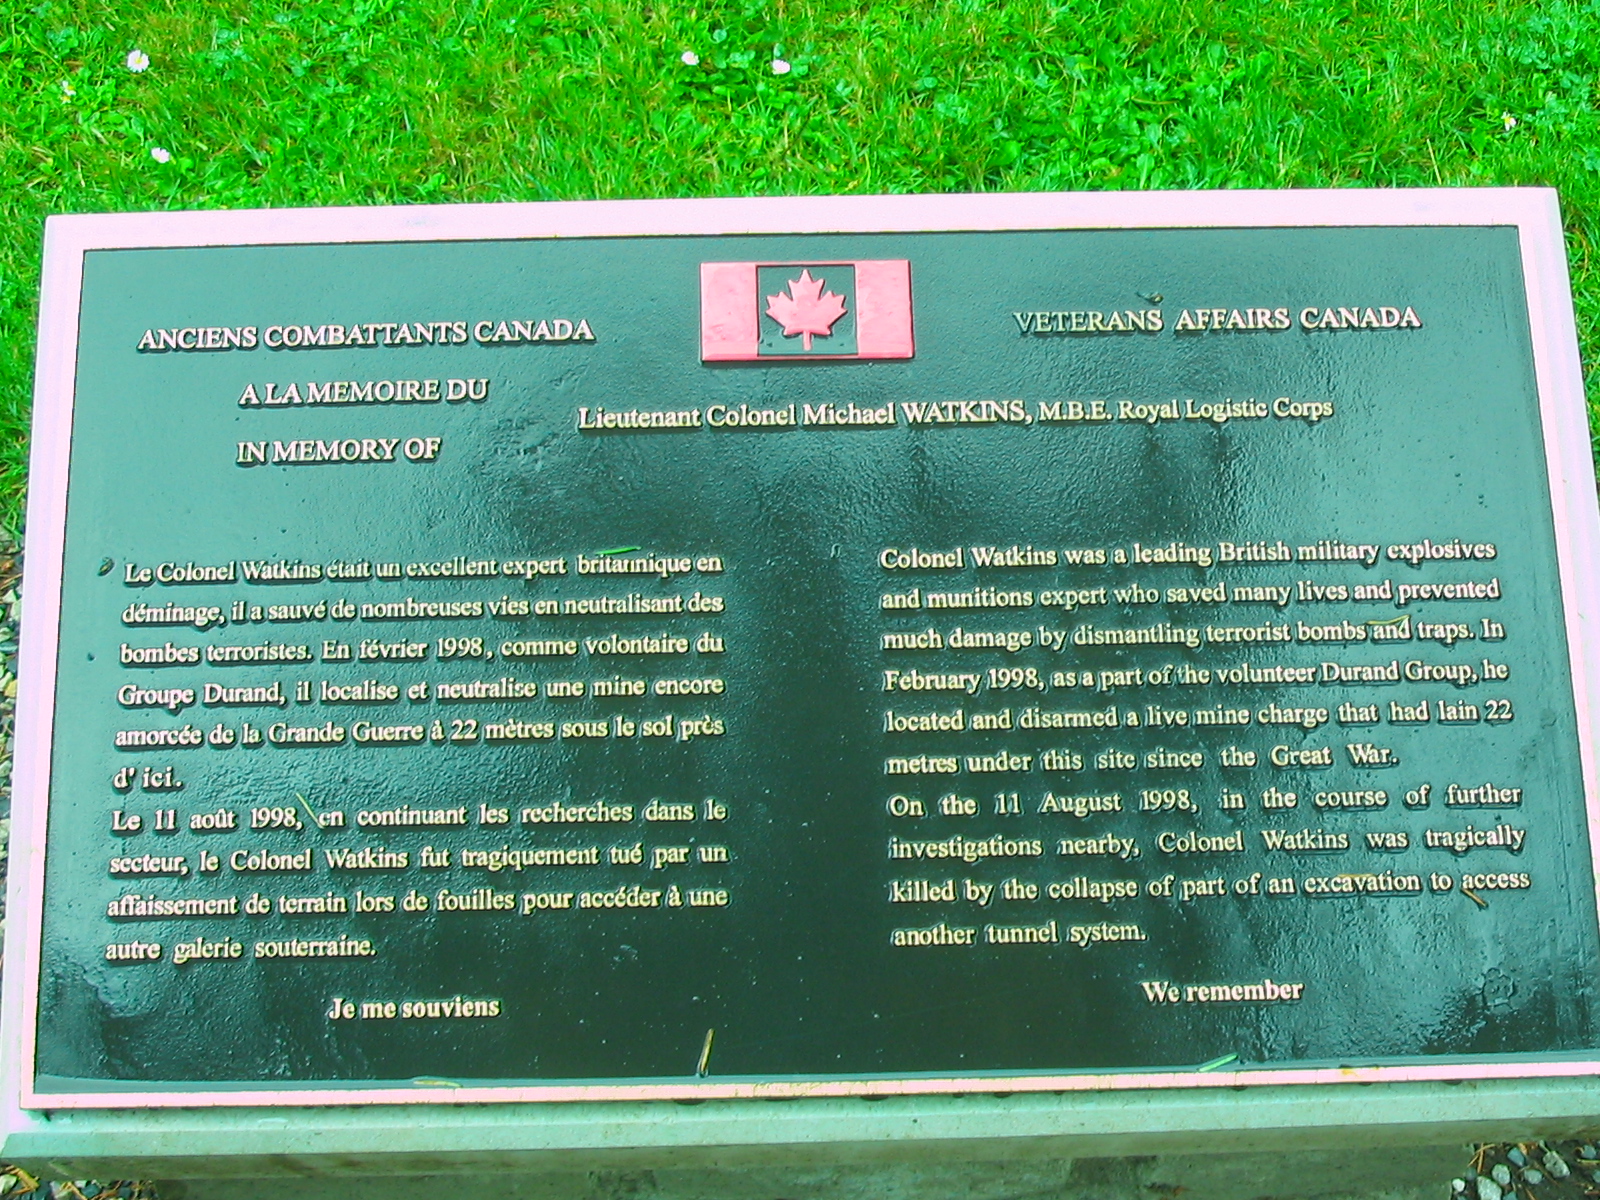 ANCIENS COMBATTANTS CANADA
VETERANS AFFAIRS CANADA
A LA MEMOIRE DU
IN MEMORY OF
Lieutenant Colonel Michael WATKINS, M.B.E. Royal Logistic Corps
Le Colonel Watkins était un excellent expert britannique en
déminage, il a sauvé de nombreuses vies en neutralisant des
bombes terroristes. En février 1998, comme volontaire du
Groupe Durand, il localise et neutralise une mine encore
amorcée de la Grande Guerre à 22 mètres sous le sol près
d' ici.
Le 11 août 1998, en continuant les recherches dans le
secteur, le Colonel Watkins fut tragiquement tué par un
affaissement de terrain lors de fouilles pour accéder à une
autre galerie souterraine.
Je me souviens
Colonel Watkins was a leading British military explosives
and munitions expert who saved many lives and prevented
much damage by dismantling terrorist bombs and traps. In
February 1998, as a part of the volunteer Durand Group, he
located and disarmed a live mine charge that had lain 22
metres under this site since the Great War.
On the 11 August 1998, in the course of further
investigations nearby, Colonel Watkins was tragically
killed by the collapse of part of an excavation to access
another tunnel system.
We remember